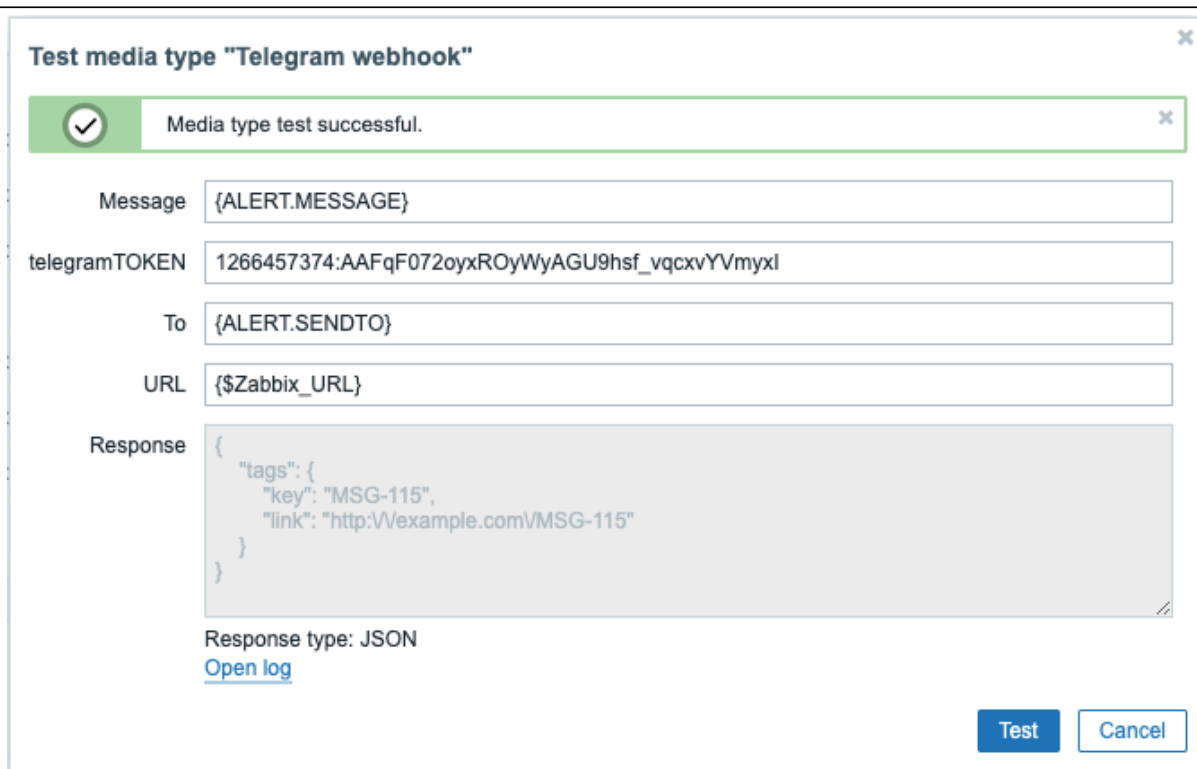 Test media type "Telegram webhook"
Media type test successful.
Message {ALERT.MESSAGE}
telegramTOKEN 1266457374:AAFqF072oyxROyWyAGU9hsf_vqcxvYVmyxI
To {ALERT.SENDTO}
URL {$Zabbix_URL}
Response {
"tags": {
"key": "MSG-115",
"link": "http:\/\/example.com\/MSG-115"
}
}
Response type: JSON
Open log
Test Cancel